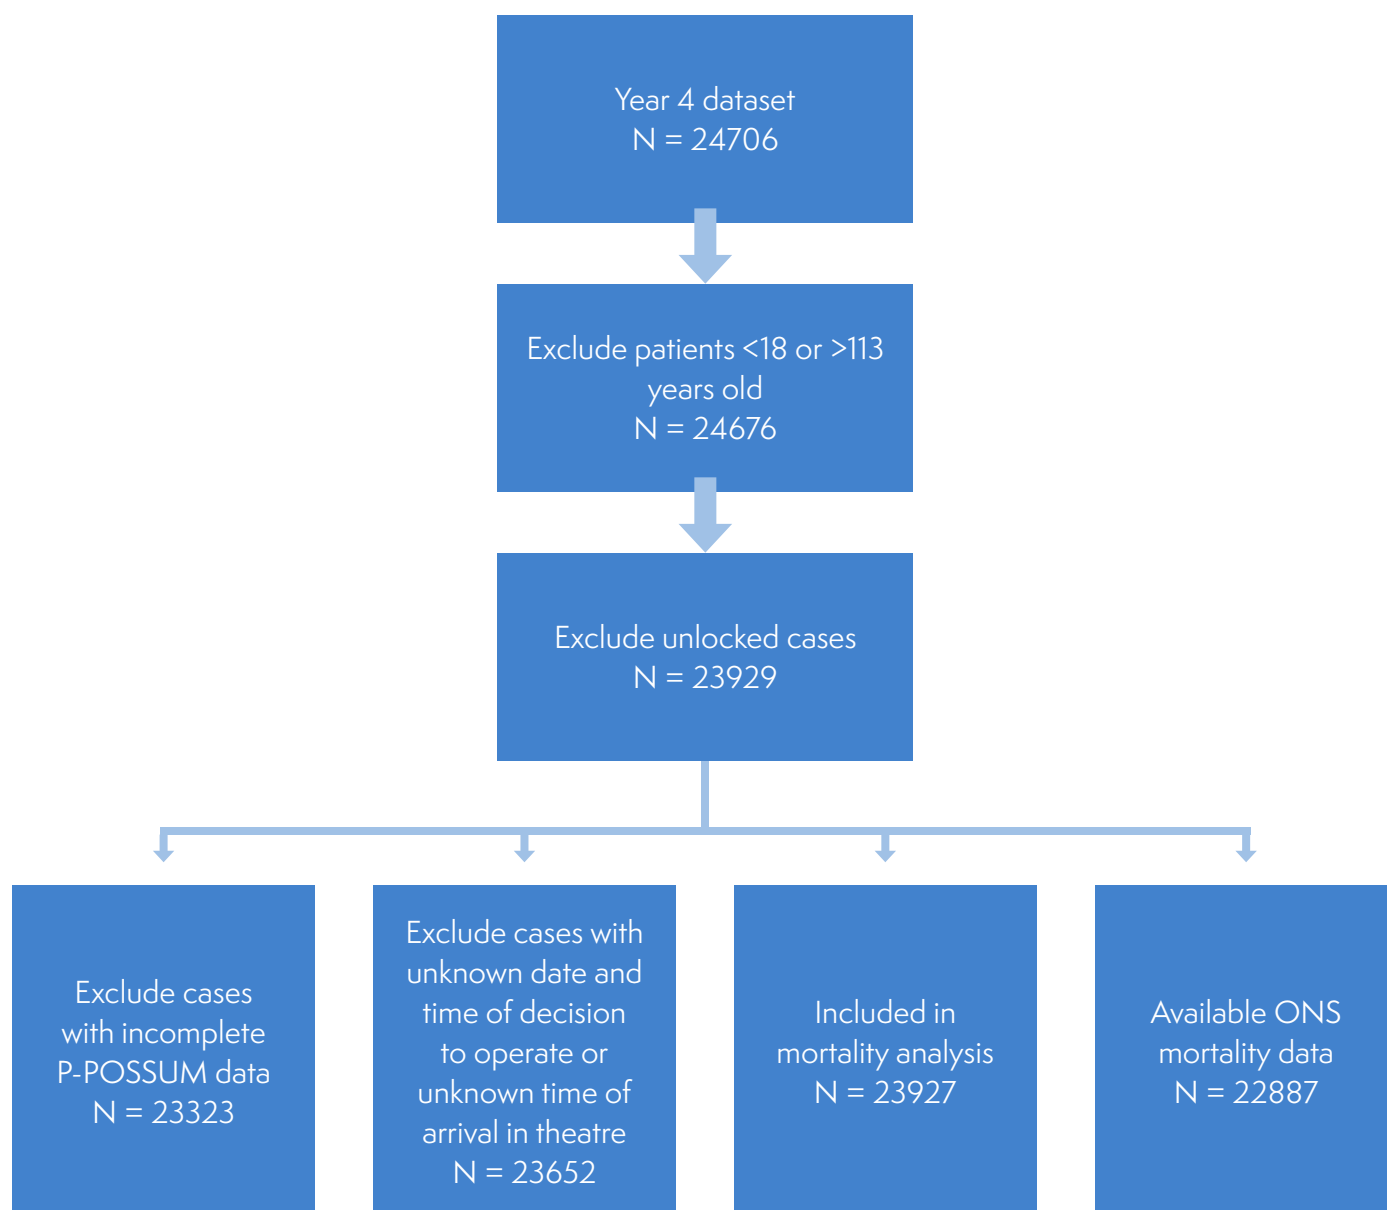 Year 4 dataset
N = 24706
Exclude patients <18 or >113
years old
N = 24676
Exclude unlocked cases
N = 23929
Exclude cases
with incomplete
P-POSSUM data
N = 23323
Exclude cases with
unknown date and
time of decision
to operate or
unknown time of
arrival in theatre
N = 23652
Included in
mortality analysis
N = 23927
Available ONS
mortality data
N = 22887